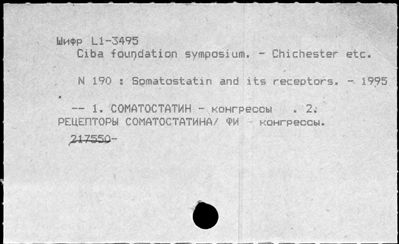 Шифр L1-3495
Ciba foundation symposium. - Chichester etc.
N 190 : Somatostatin and its receptors. - 1995
.
-- 1. СОМАТОСТАТИН - конгрессы . 2.
РЕЦЕПТОРЫ СОМАТОСТАТИНА/ ФИ - конгрессы.
217550-